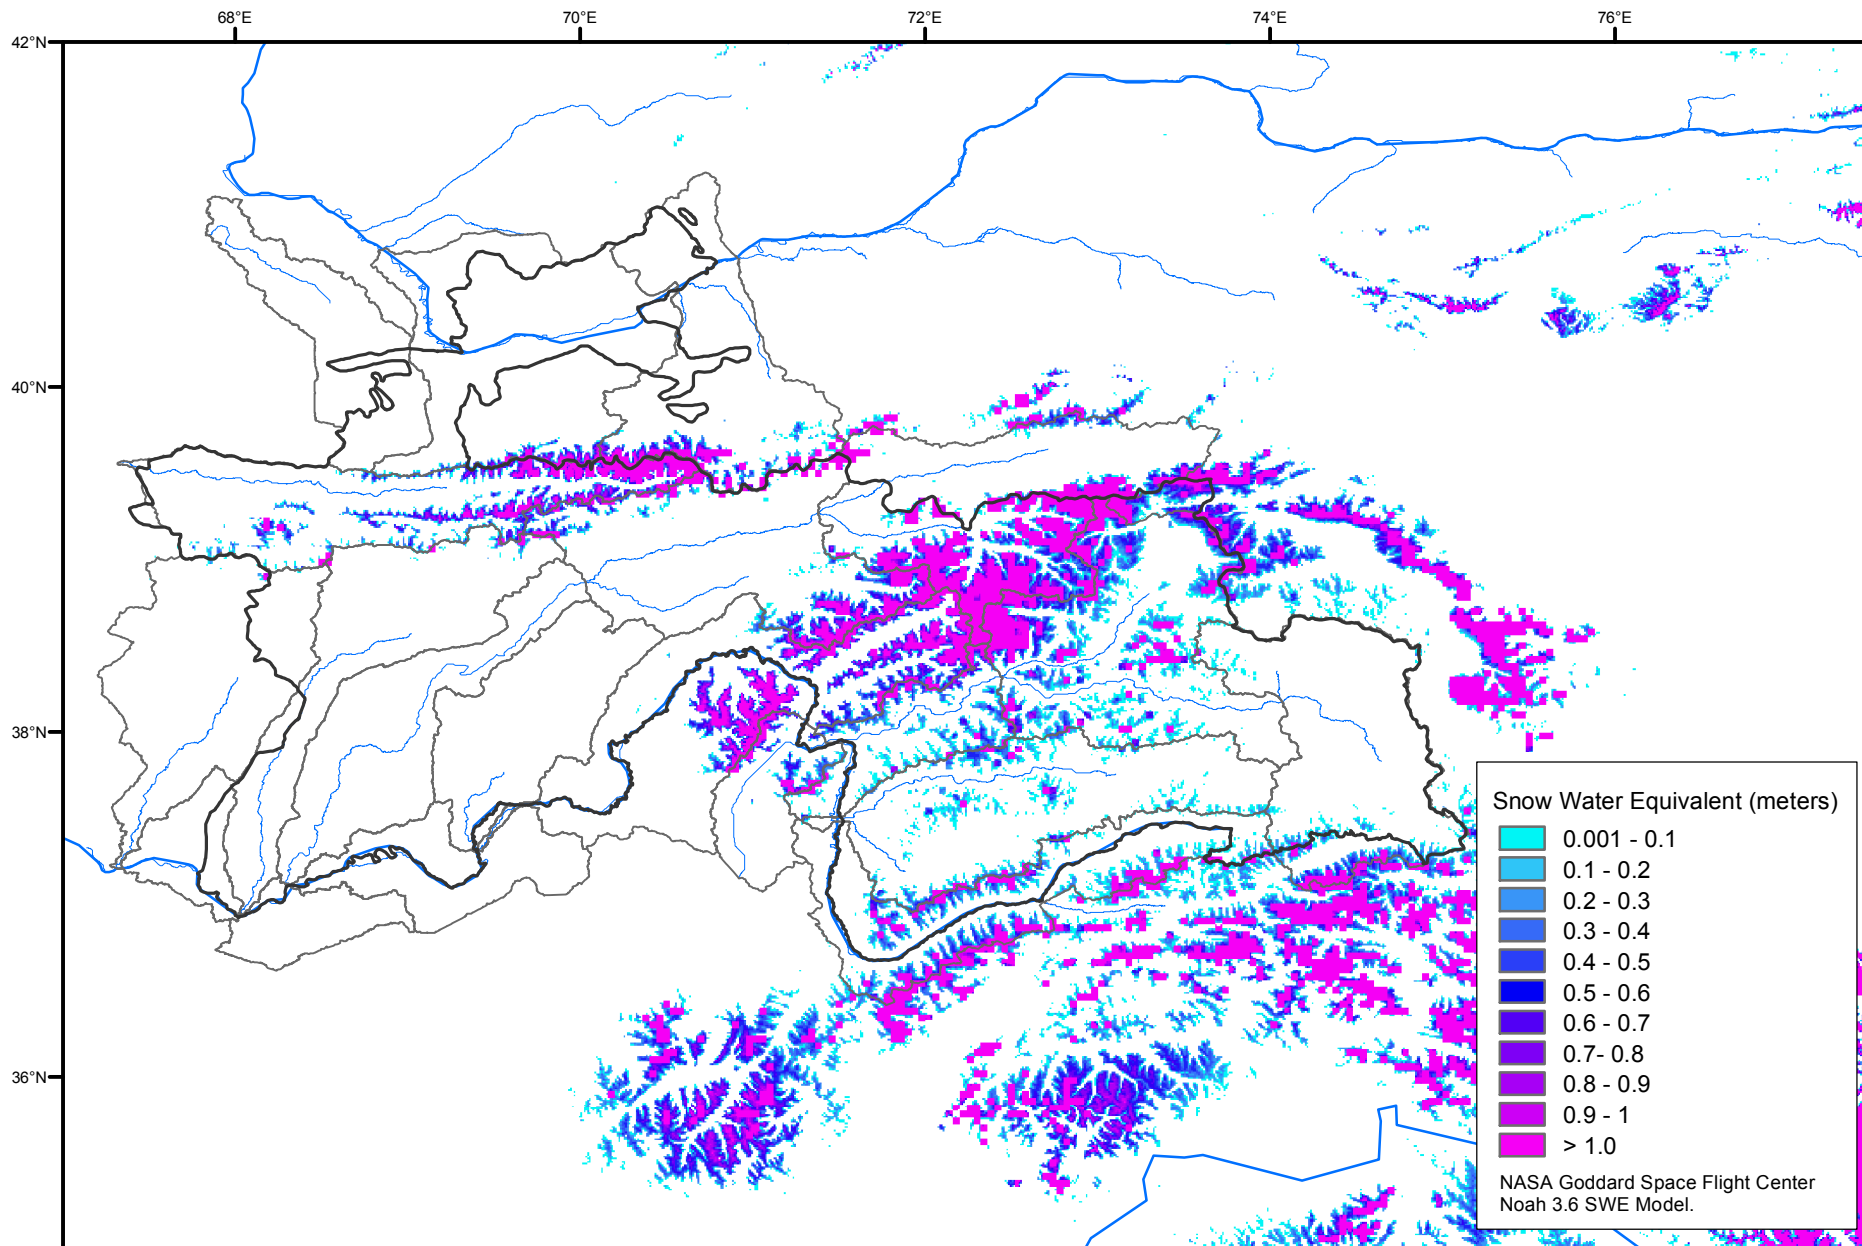 68°E 70°E 72°E 74°E 76°E
42°N
40°N
38°N
36°N
Snow Water Equivalent (meters)
0.001 - 0.1
0.1 - 0.2
0.2 - 0.3
0.3 - 0.4
0.4 - 0.5
0.5 - 0.6
0.6 - 0.7
0.7- 0.8
0.8 - 0.9
0.9 - 1
> 1.0
NASA Goddard Space Flight Center
Noah 3.6 SWE Model.